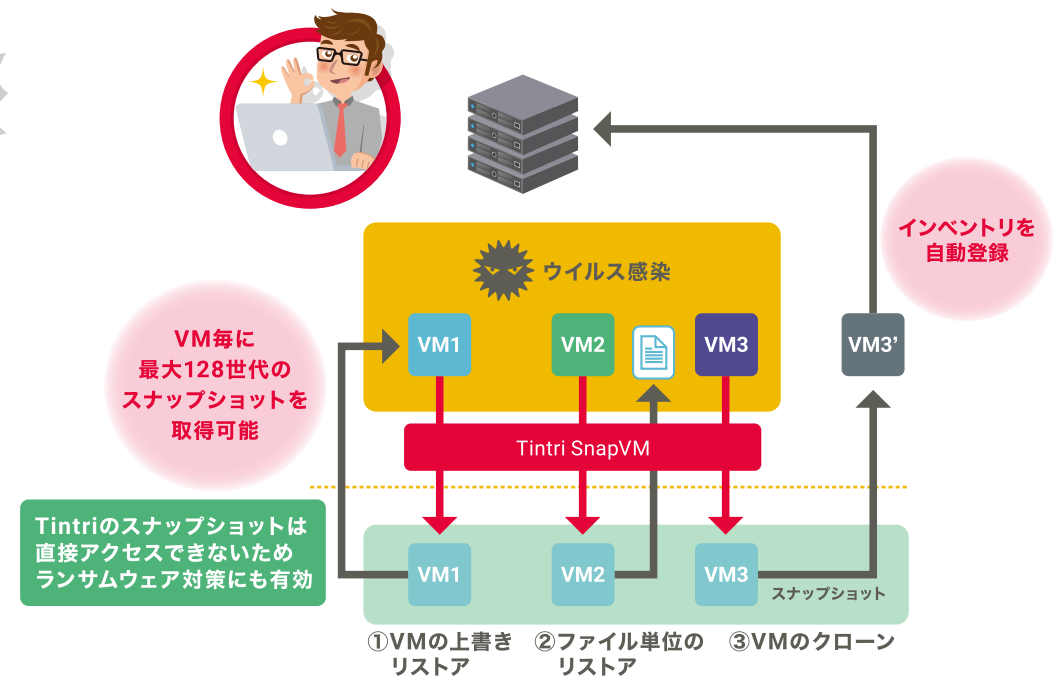 インベントリを
自動登録
ウイルス感染
VM毎に
最大128世代の
スナップショットを
取得可能
VM1
VM2
VM3
VM3’
Tintri SnapVM
Tintriのスナップショットは
直接アクセスできないため
ランサムウェア対策にも有効
VM1
VM2
VM3
スナップショット
①VMの上書き
リストア
②ファイル単位の
リストア
③VMのクローン